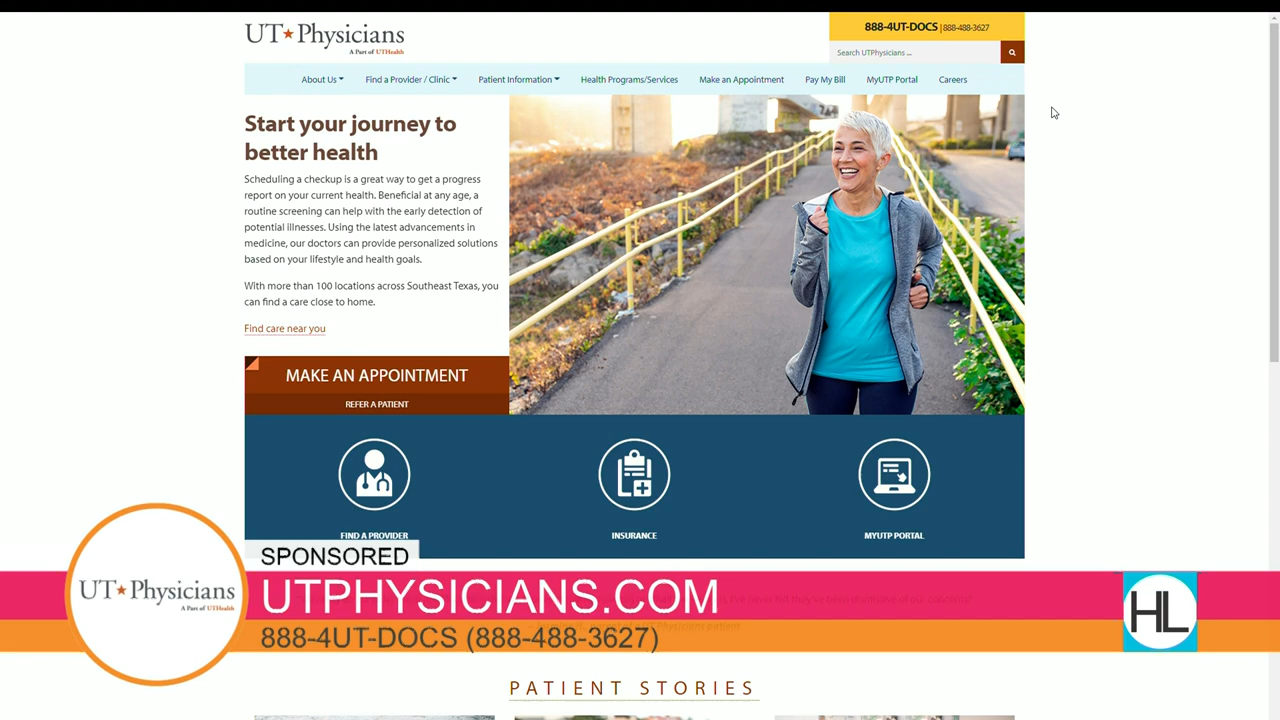 UT★Physicians
A Part of UTHealth
888-4UT-DOCS | 888-488-3627
Search UTPhysicians ...
About Us
Find a Provider / Clinic
Patient Information
Health Programs/Services
Make an Appointment
Pay My Bill
MyUTP Portal
Careers
Start your journey to
better health
Scheduling a checkup is a great way to get a progress
report on your current health. Beneficial at any age, a
routine screening can help with the early detection of
potential illnesses. Using the latest advancements in
medicine, our doctors can provide personalized solutions
based on your lifestyle and health goals.
With more than 100 locations across Southeast Texas, you
can find a care close to home.
Find care near you
MAKE AN APPOINTMENT
REFER A PATIENT
FIND A PROVIDER
INSURANCE
MYUTP PORTAL
SPONSORED
UT★Physicians
A Part of UTHealth
UTPHYSICIANS.COM
888-4UT-DOCS (888-488-3627)
HL
PATIENT STORIES